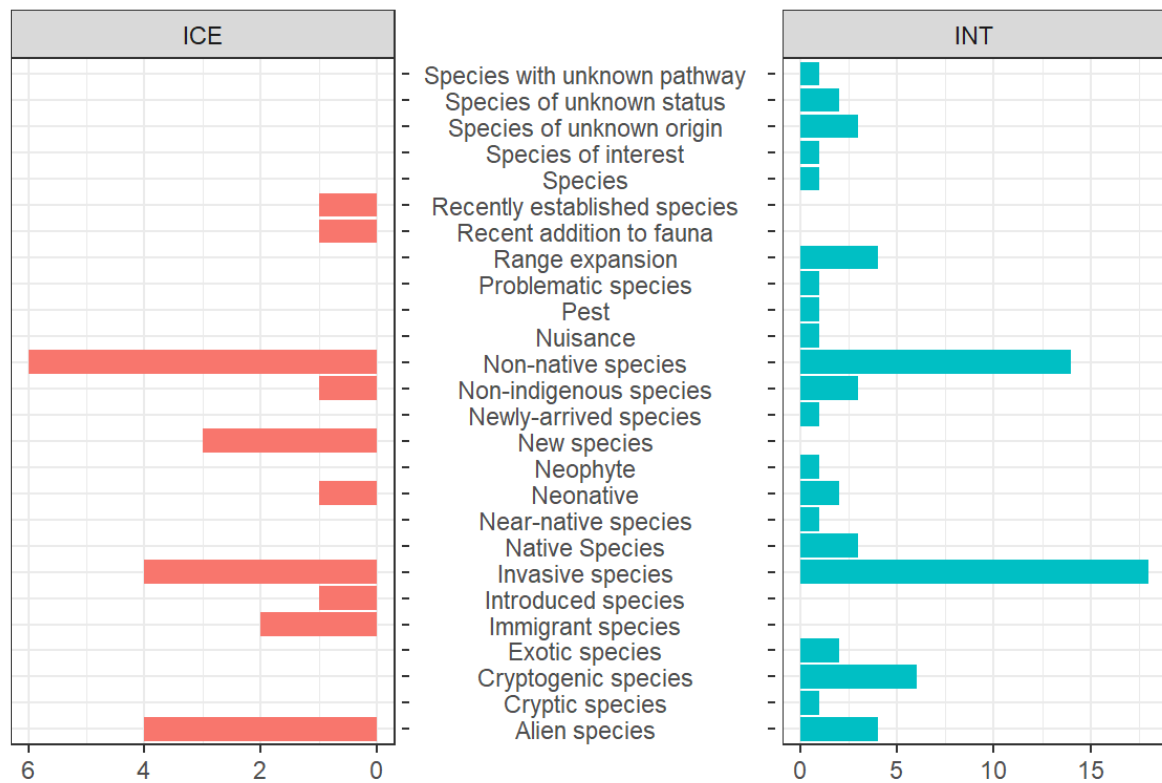 ICE
INT
Species with unknown pathway
Species of unknown status
Species of unknown origin
Species of interest
Species
Recently established species
Recent addition to fauna
Range expansion
Problematic species
Pest
Nuisance
Non-native species
Non-indigenous species
Newly-arrived species
New species
Neophyte
Neonative
Near-native species
Native Species
Invasive species
Introduced species
Immigrant species
Exotic species
Cryptogenic species
Cryptic species
Alien species
6 4 2 0
0 5 10 15